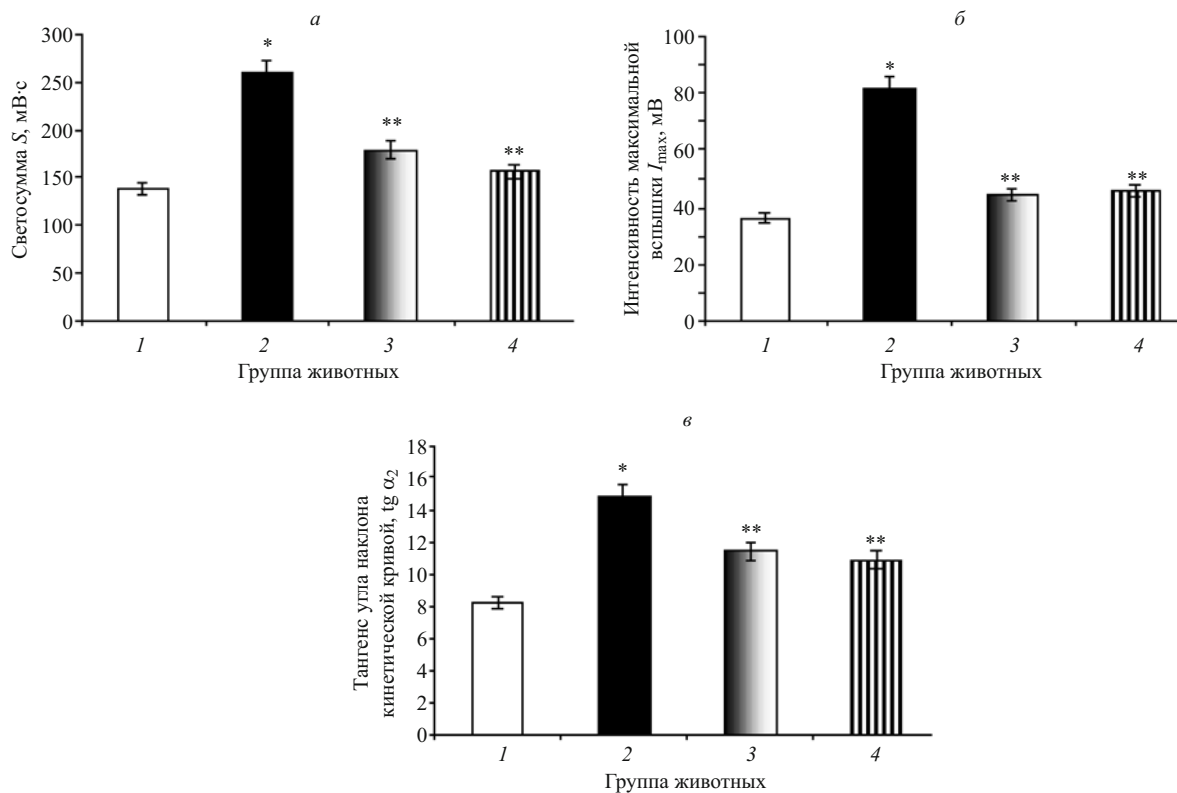 а
Светосумма S, мВ·с
300
250
200
150
100
50
0
*
**
**
1 2 3 4
Группа животных
б
Интенсивность максимальной
вспышки I_max, мВ
100
80
60
40
20
0
*
**
**
1 2 3 4
Группа животных
в
Тангенс угла наклона
кинетической кривой, tg α₂
18
16
14
12
10
8
6
4
2
0
*
**
**
1 2 3 4
Группа животных